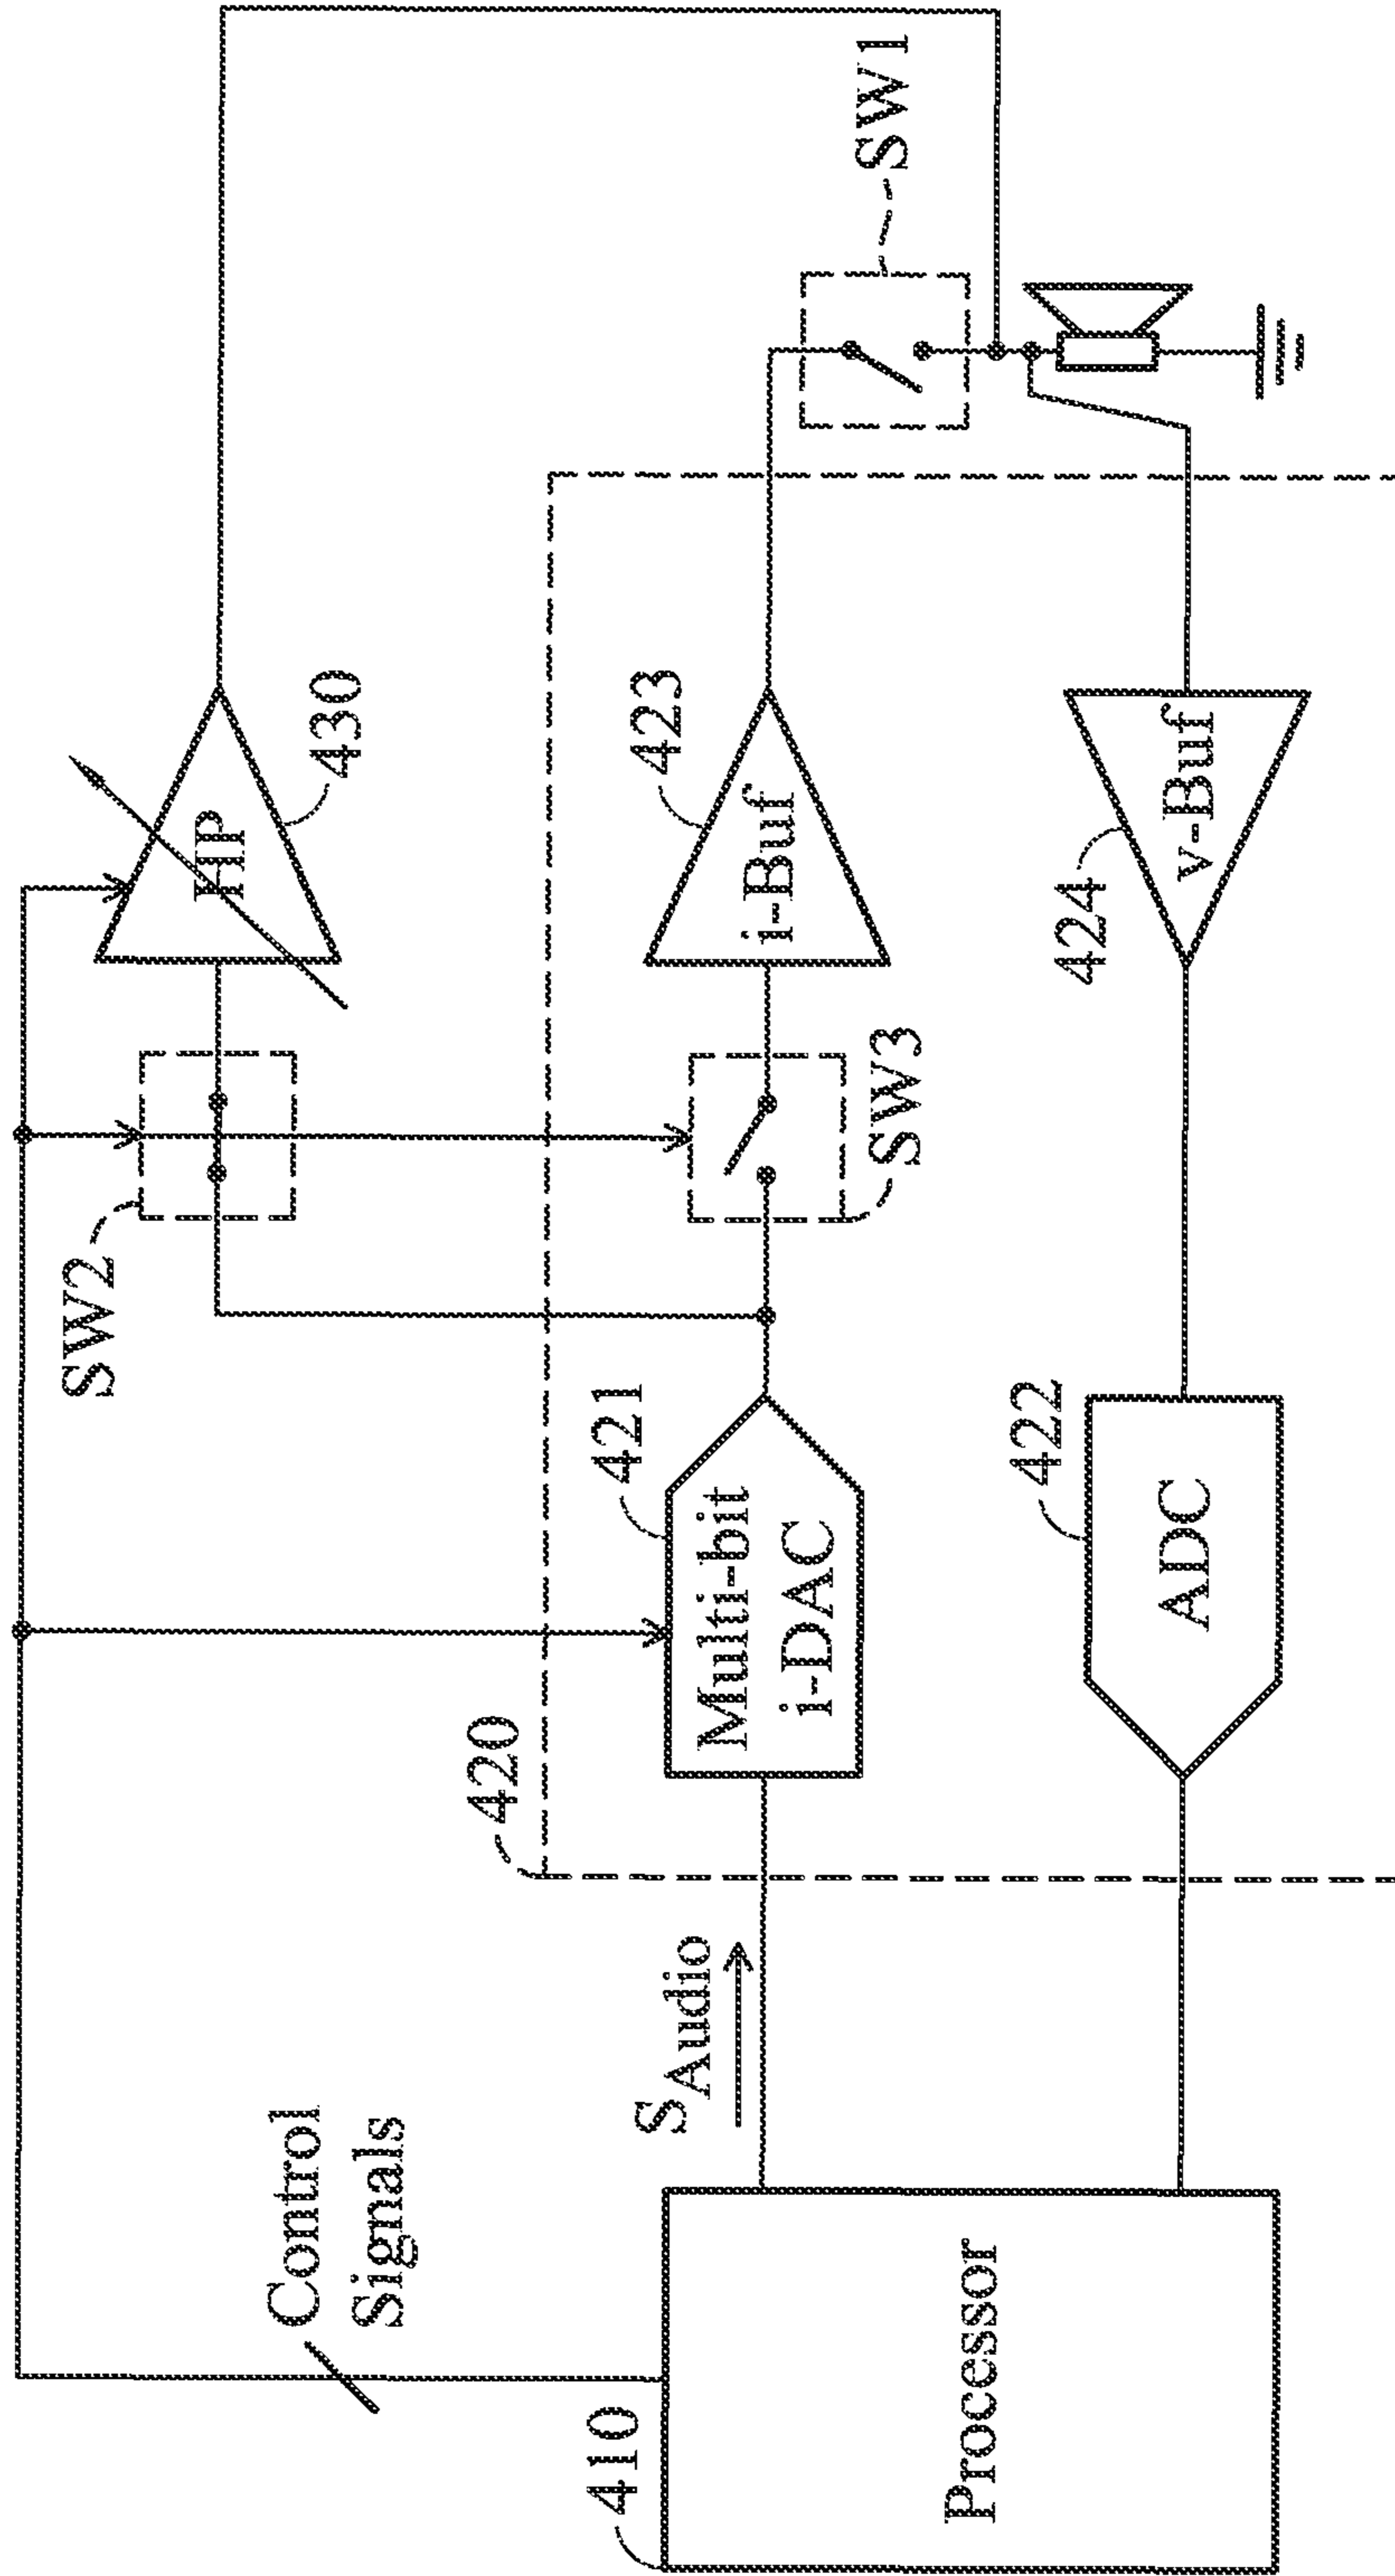 Control
Signals
SW2
HP
430
420
SAudio
Multi-bit
i-DAC
421
SW3
i-Buf
423
SW1
410
Processor
ADC
422
v-Buf
424